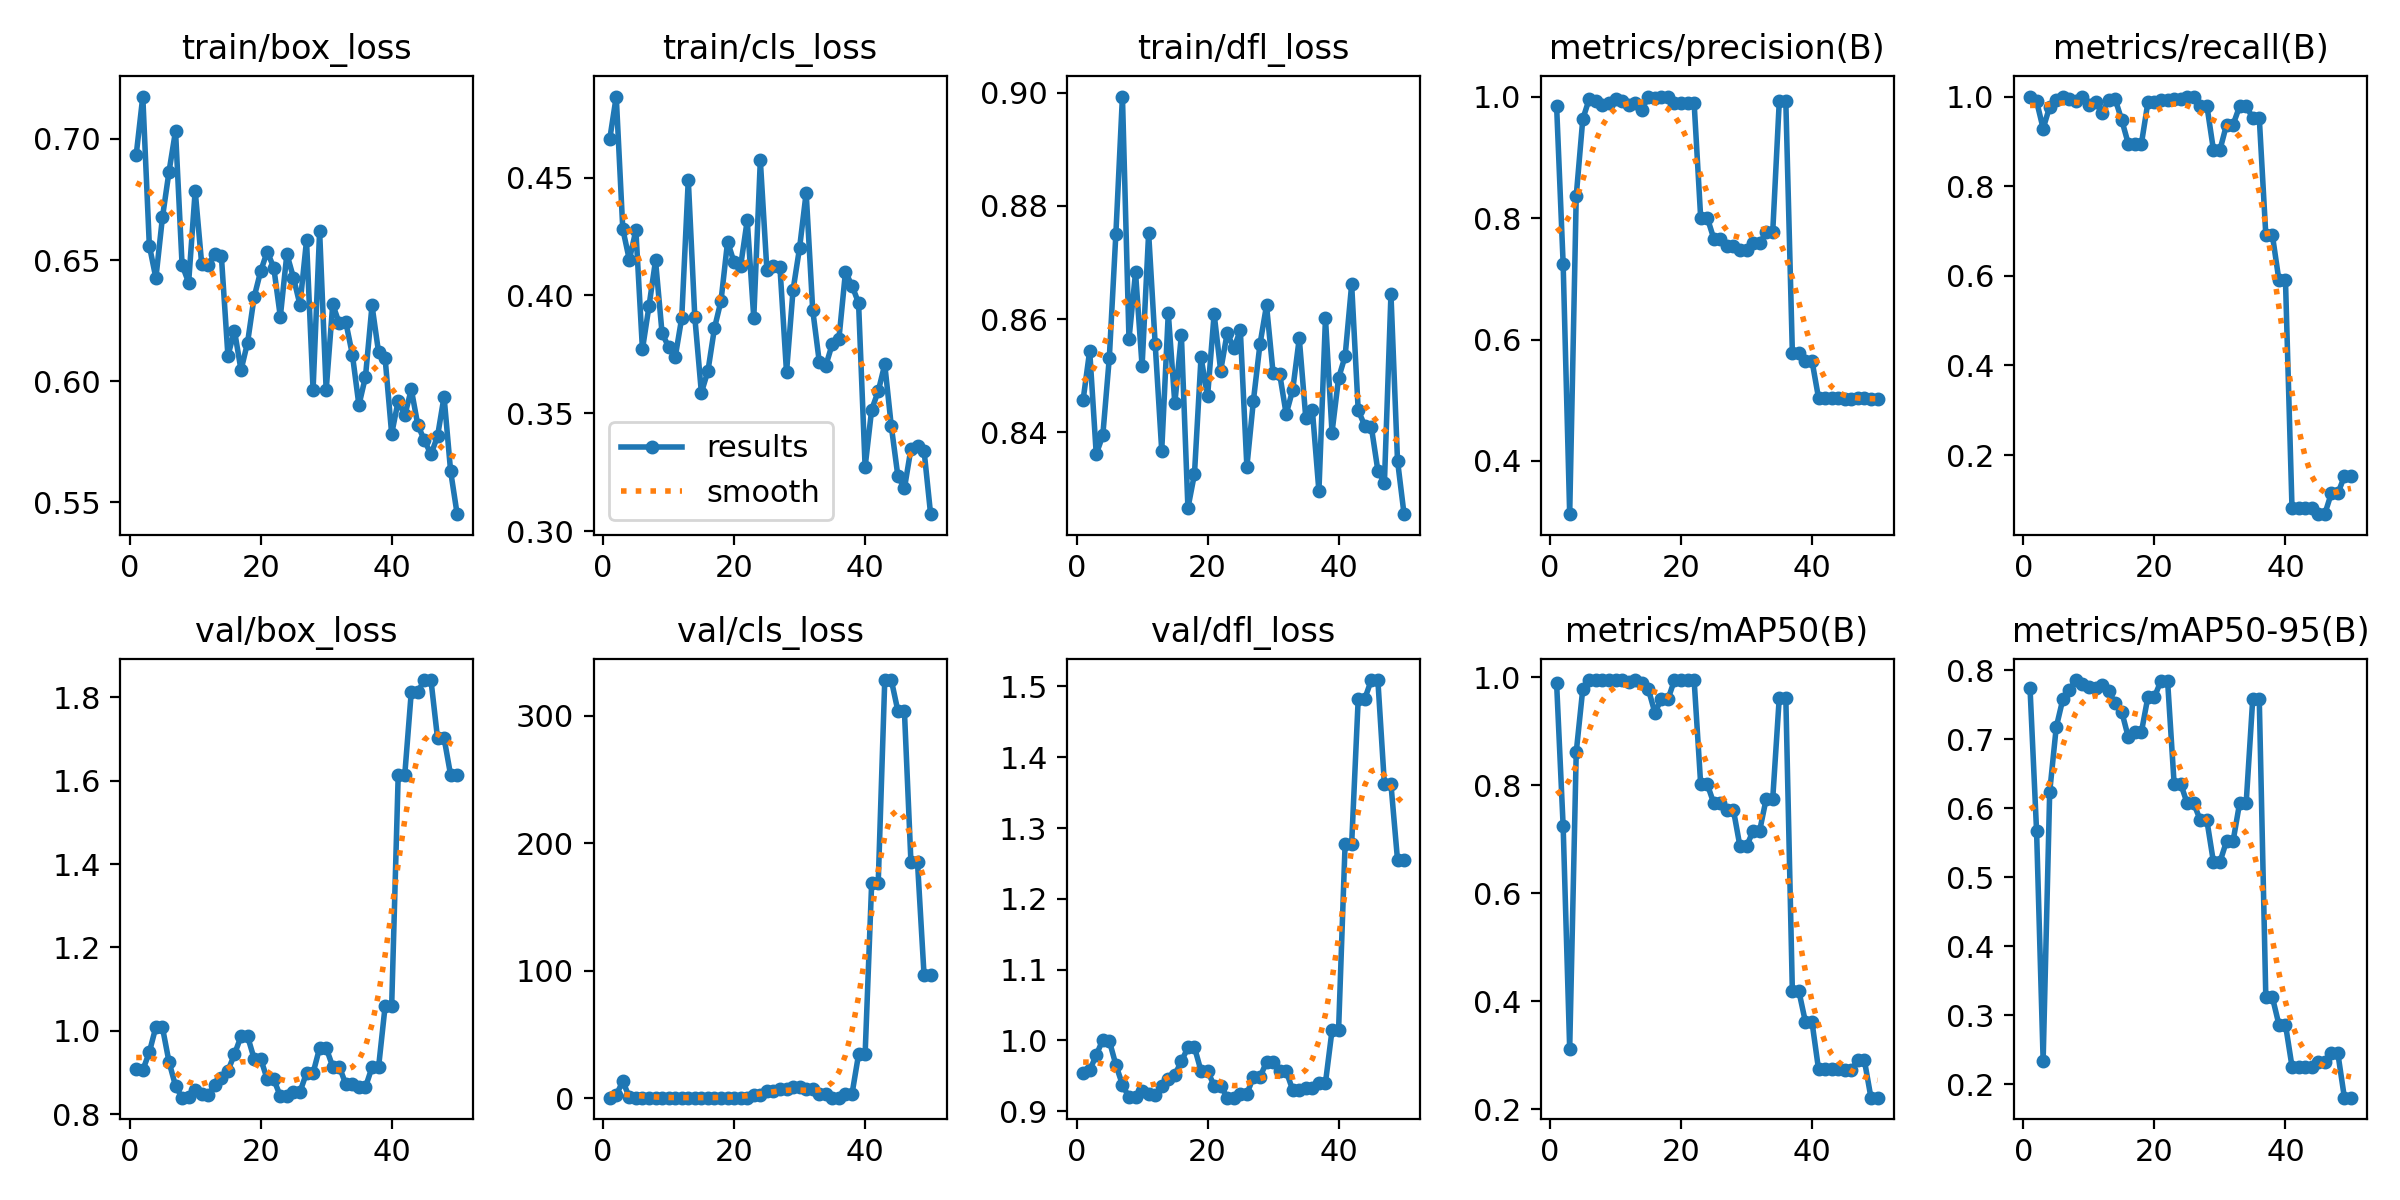 train/box_loss
0.70
0.65
0.60
0.55
0 20 40
train/cls_loss
0.45
0.40
0.35
0.30
results
smooth
0 20 40
train/dfl_loss
0.90
0.88
0.86
0.84
0 20 40
metrics/precision(B)
1.0
0.8
0.6
0.4
0 20 40
metrics/recall(B)
1.0
0.8
0.6
0.4
0.2
0 20 40
val/box_loss
1.8
1.6
1.4
1.2
1.0
0.8
0 20 40
val/cls_loss
300
200
100
0
0 20 40
val/dfl_loss
1.5
1.4
1.3
1.2
1.1
1.0
0.9
0 20 40
metrics/mAP50(B)
1.0
0.8
0.6
0.4
0.2
0 20 40
metrics/mAP50-95(B)
0.8
0.7
0.6
0.5
0.4
0.3
0.2
0 20 40